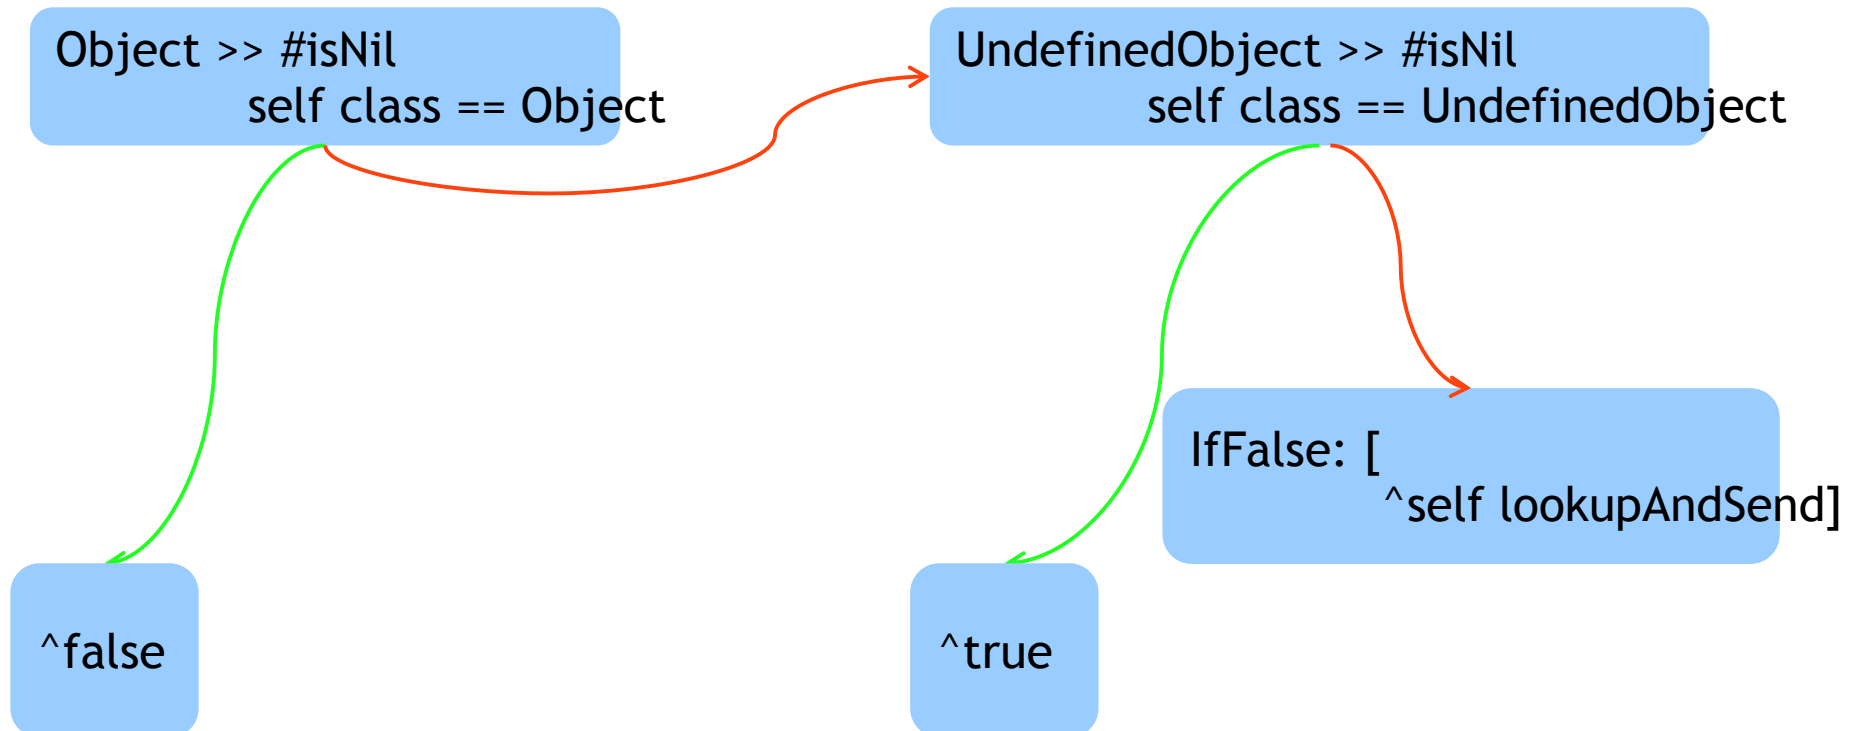 Object >> #isNil
self class == Object
UndefinedObject >> #isNil
self class == UndefinedObject
IfFalse: [
^self lookupAndSend]
^false
^true